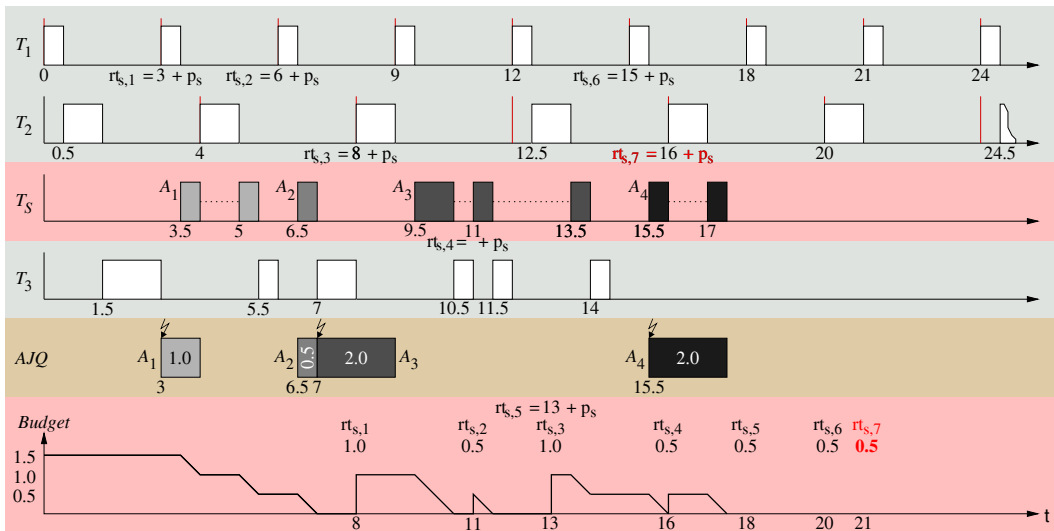 T1
0 3 6 9 12 15 18 21 24
rts,1 = 3 + ps rts,2 = 6 + ps rts,6 = 15 + ps
T2
0.5 4 8 12.5 16 20 24.5
rts,3 = 8 + ps rts,7 = 16 + ps
TS
A1 A2 A3 A4
3.5 5 6.5 9.5 11 13.5 15.5 17
rts,4 = + ps
T3
1.5 5.5 7 10.5 11.5 14
AJQ
A1 1.0 A2 0.5 2.0 A3 A4 2.0
3 6.5 7 15.5
rts,5 = 13 + ps
Budget
rts,1 rts,2 rts,3 rts,4 rts,5 rts,6 rts,7
1.0 0.5 1.0 0.5 0.5 0.5 0.5
1.5
1.0
0.5
8 11 13 16 18 20 21
t